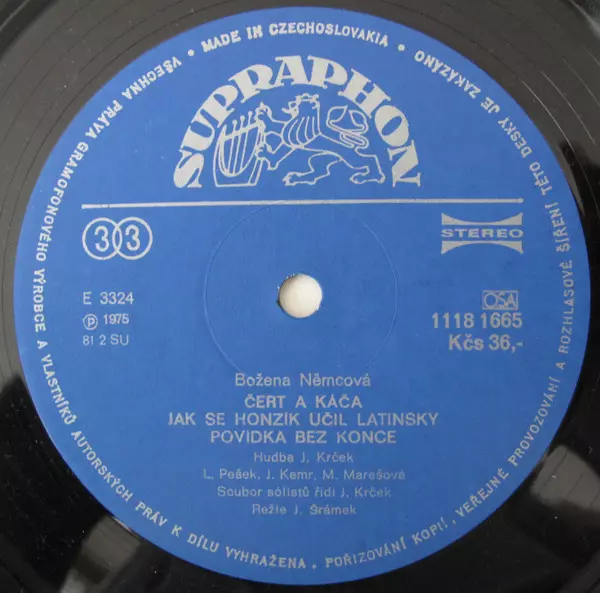 VŠECHNA PRÁVA GRAMOFONOVÉHO VÝROBCE A VLASTNÍKŮ AUTORSKÝCH PRÁV K DÍLU VYHRAŽENA. POŘIZOVÁNÍ KOPIÍ, VEŘEJNÉ PROVOZOVÁNÍ A ROZHLASOVÉ ŠÍŘENÍ TÉTO DESKY JE ZAKÁZÁNO • MADE IN CZECHOSLOVAKIA •
SUPRAPHON
33
STEREO
E 3324
℗ 1975
81 2 SU
OSA
1118 1665
Kčs 36,-
Božena Němcová
ČERT A KÁČA
JAK SE HONZÍK UČIL LATINSKY
POVÍDKA BEZ KONCE
Hudba J. Krček
L. Pešek, J. Kemr, M. Marešová
Soubor sólistů řídí J. Krček
Režie J. Šrámek